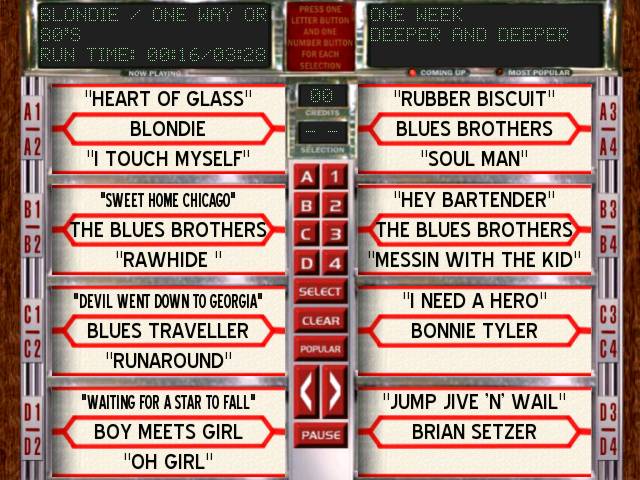 BLONDIE / ONE WAY OR
80'S
RUN TIME: 00:16/03:28
NOW PLAYING
PRESS ONE
LETTER BUTTON
AND ONE
NUMBER BUTTON
FOR EACH
SELECTION
ONE WEEK
DEEPER AND DEEPER
COMING UP
MOST POPULAR
A1
A2
"HEART OF GLASS"
BLONDIE
"I TOUCH MYSELF"
00
CREDITS
- -
SELECTION
"RUBBER BISCUIT"
BLUES BROTHERS
"SOUL MAN"
A3
A4
B1
B2
"SWEET HOME CHICAGO"
THE BLUES BROTHERS
"RAWHIDE "
A 1
B 2
C 3
D 4
"HEY BARTENDER"
THE BLUES BROTHERS
"MESSIN WITH THE KID"
B3
B4
C1
C2
"DEVIL WENT DOWN TO GEORGIA"
BLUES TRAVELLER
"RUNAROUND"
SELECT
CLEAR
POPULAR
"I NEED A HERO"
BONNIE TYLER
C3
C4
D1
D2
"WAITING FOR A STAR TO FALL"
BOY MEETS GIRL
"OH GIRL"
PAUSE
"JUMP JIVE 'N' WAIL"
BRIAN SETZER
D3
D4